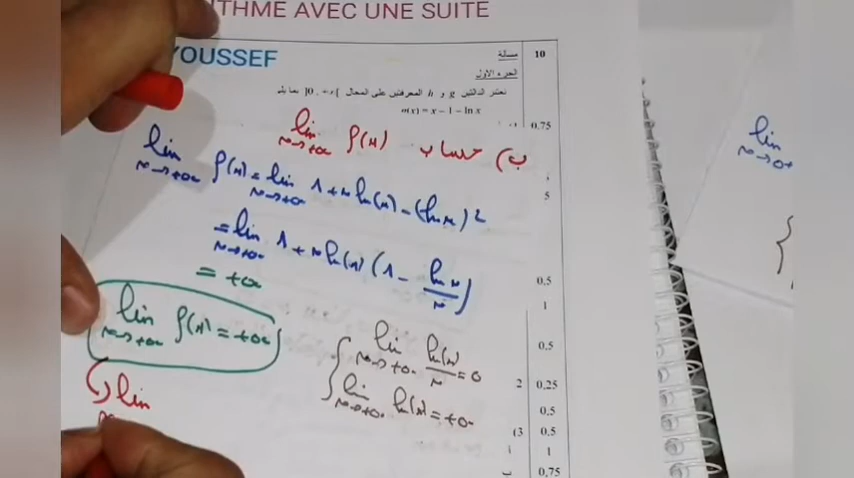 ITHME AVEC UNE SUITE
YOUSSEF
مسألة
10
الجزء الأول
نعتبر الدالتين g و h المعرفتين على المجال ]0,+∞[ بما يلي
(x) = x − 1 − ln x
0.75
ب) حساب lim f(x)
x→+∞
lim f(x) = lim 1 + x ln(x) − (ln x)²
x→+∞ x→+∞
5
= lim 1 + x ln(x) (1 − ln x / x)
x→+∞
0.5
= +∞
1
lim f(x) = +∞
x→+∞
lim ln(x)/x = 0
x→+∞
0,5
2 0,25
lim ln(x) = +∞
x→+∞
0,5
(3 0,5
lim
أ 1
ب 0,75
lim
x→0+